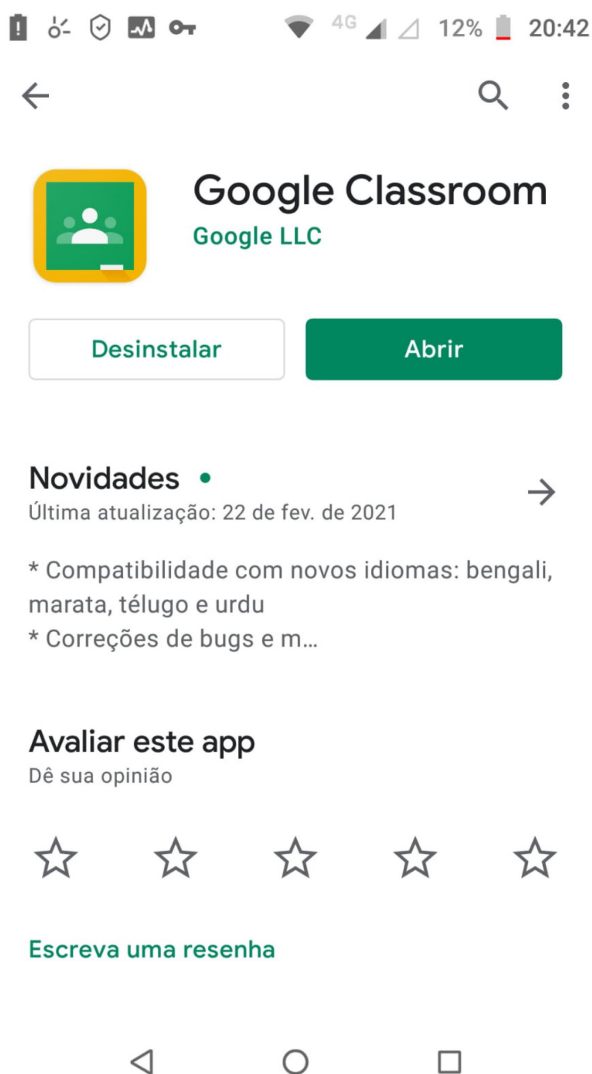 4G 12% 20:42
Google Classroom
Google LLC
Desinstalar
Abrir
Novidades
Última atualização: 22 de fev. de 2021
* Compatibilidade com novos idiomas: bengali,
marata, télugo e urdu
* Correções de bugs e m...
Avaliar este app
Dê sua opinião
Escreva uma resenha